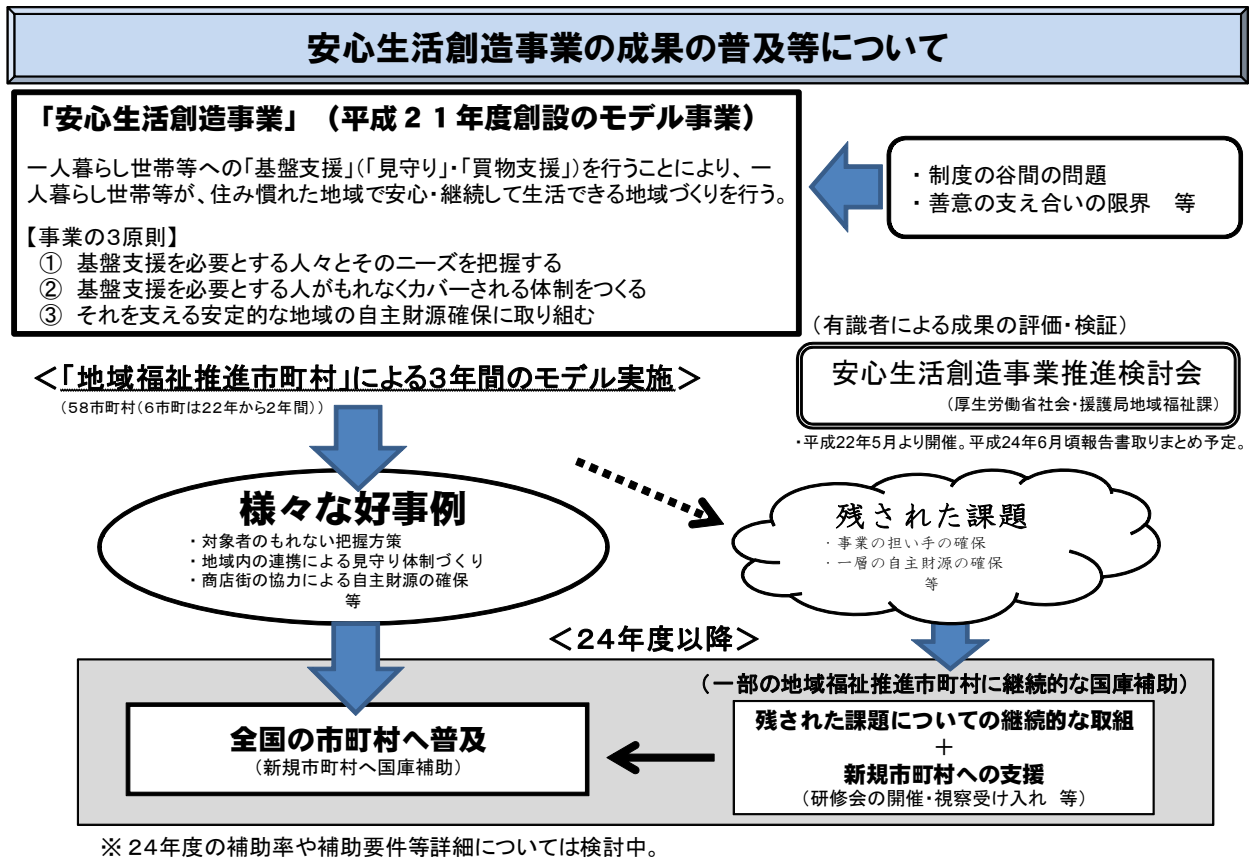 安心生活創造事業の成果の普及等について
「安心生活創造事業」（平成２１年度創設のモデル事業）
一人暮らし世帯等への「基盤支援」（「見守り」・「買物支援」）を行うことにより、一
人暮らし世帯等が、住み慣れた地域で安心・継続して生活できる地域づくりを行う。
【事業の３原則】
① 基盤支援を必要とする人々とそのニーズを把握する
② 基盤支援を必要とする人がもれなくカバーされる体制をつくる
③ それを支える安定的な地域の自主財源確保に取り組む
・制度の谷間の問題
・善意の支え合いの限界　等
（有識者による成果の評価・検証）
安心生活創造事業推進検討会
（厚生労働省社会・援護局地域福祉課）
・平成22年5月より開催。平成24年6月頃報告書取りまとめ予定。
＜「地域福祉推進市町村」による３年間のモデル実施＞
（58市町村（6市町は22年から2年間））
様々な好事例
・対象者のもれない把握方策
・地域内の連携による見守り体制づくり
・商店街の協力による自主財源の確保
等
残された課題
・事業の担い手の確保
・一層の自主財源の確保
等
＜２４年度以降＞
（一部の地域福祉推進市町村に継続的な国庫補助）
全国の市町村へ普及
（新規市町村へ国庫補助）
残された課題についての継続的な取組
＋
新規市町村への支援
（研修会の開催・視察受け入れ　等）
※ 24年度の補助率や補助要件等詳細については検討中。